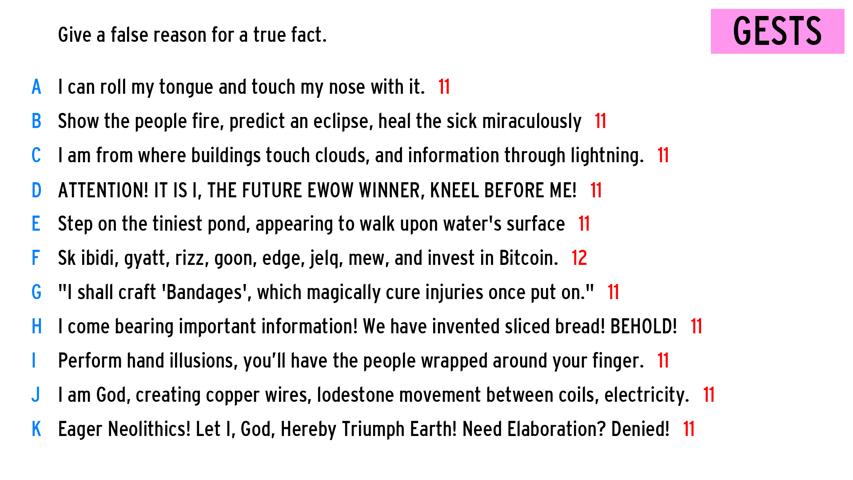 Give a false reason for a true fact.
GESTS
A I can roll my tongue and touch my nose with it. 11
B Show the people fire, predict an eclipse, heal the sick miraculously 11
C I am from where buildings touch clouds, and information through lightning. 11
D ATTENTION! IT IS I, THE FUTURE EWOW WINNER, KNEEL BEFORE ME! 11
E Step on the tiniest pond, appearing to walk upon water's surface 11
F Sk ibidi, gyatt, rizz, goon, edge, jelq, mew, and invest in Bitcoin. 12
G "I shall craft 'Bandages', which magically cure injuries once put on." 11
H I come bearing important information! We have invented sliced bread! BEHOLD! 11
I Perform hand illusions, you’ll have the people wrapped around your finger. 11
J I am God, creating copper wires, lodestone movement between coils, electricity. 11
K Eager Neolithics! Let I, God, Hereby Triumph Earth! Need Elaboration? Denied! 11